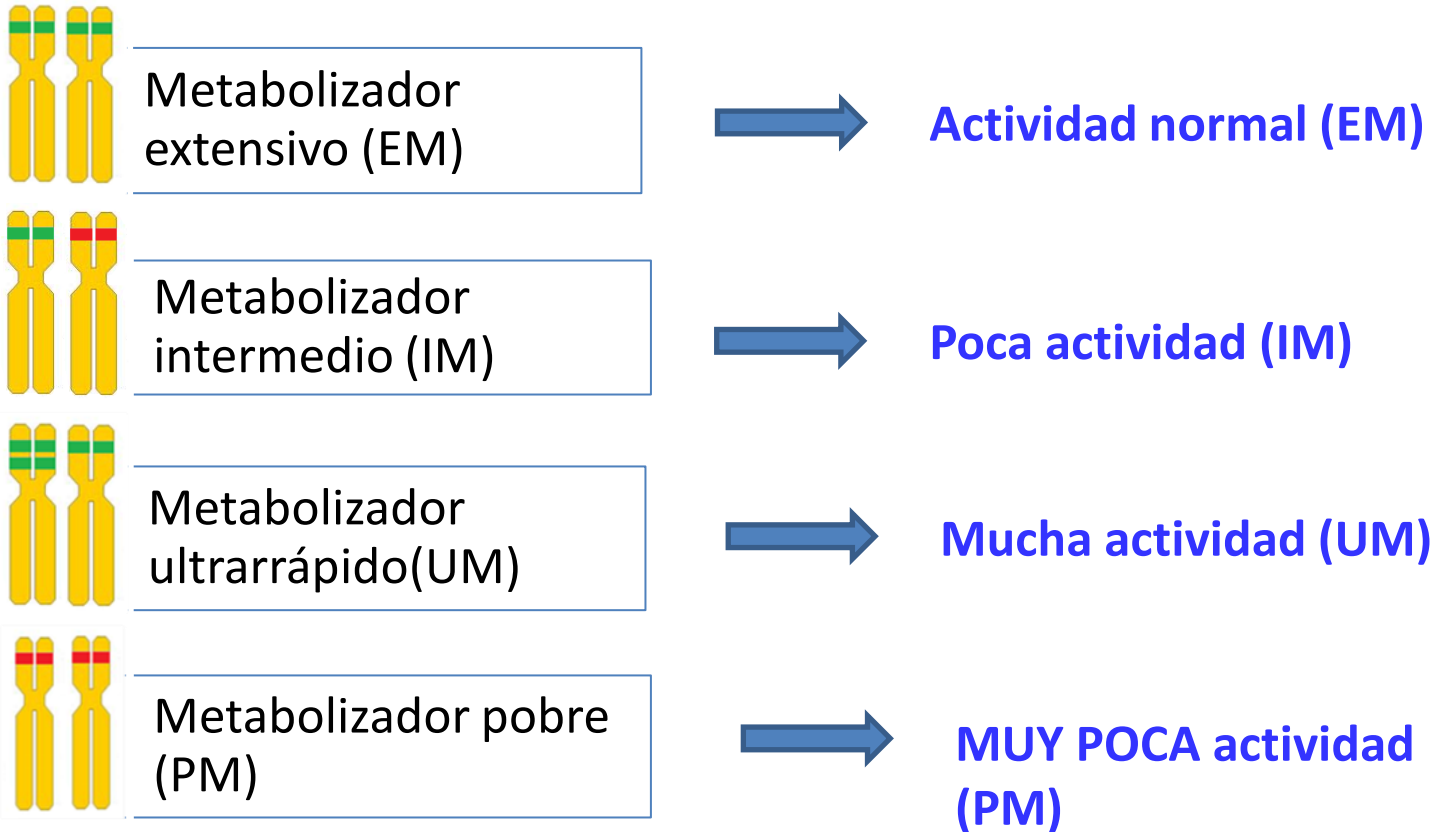 Metabolizador
extensivo (EM)
Actividad normal (EM)
Metabolizador
intermedio (IM)
Poca actividad (IM)
Metabolizador
ultrarrápido(UM)
Mucha actividad (UM)
Metabolizador pobre
(PM)
MUY POCA actividad
(PM)